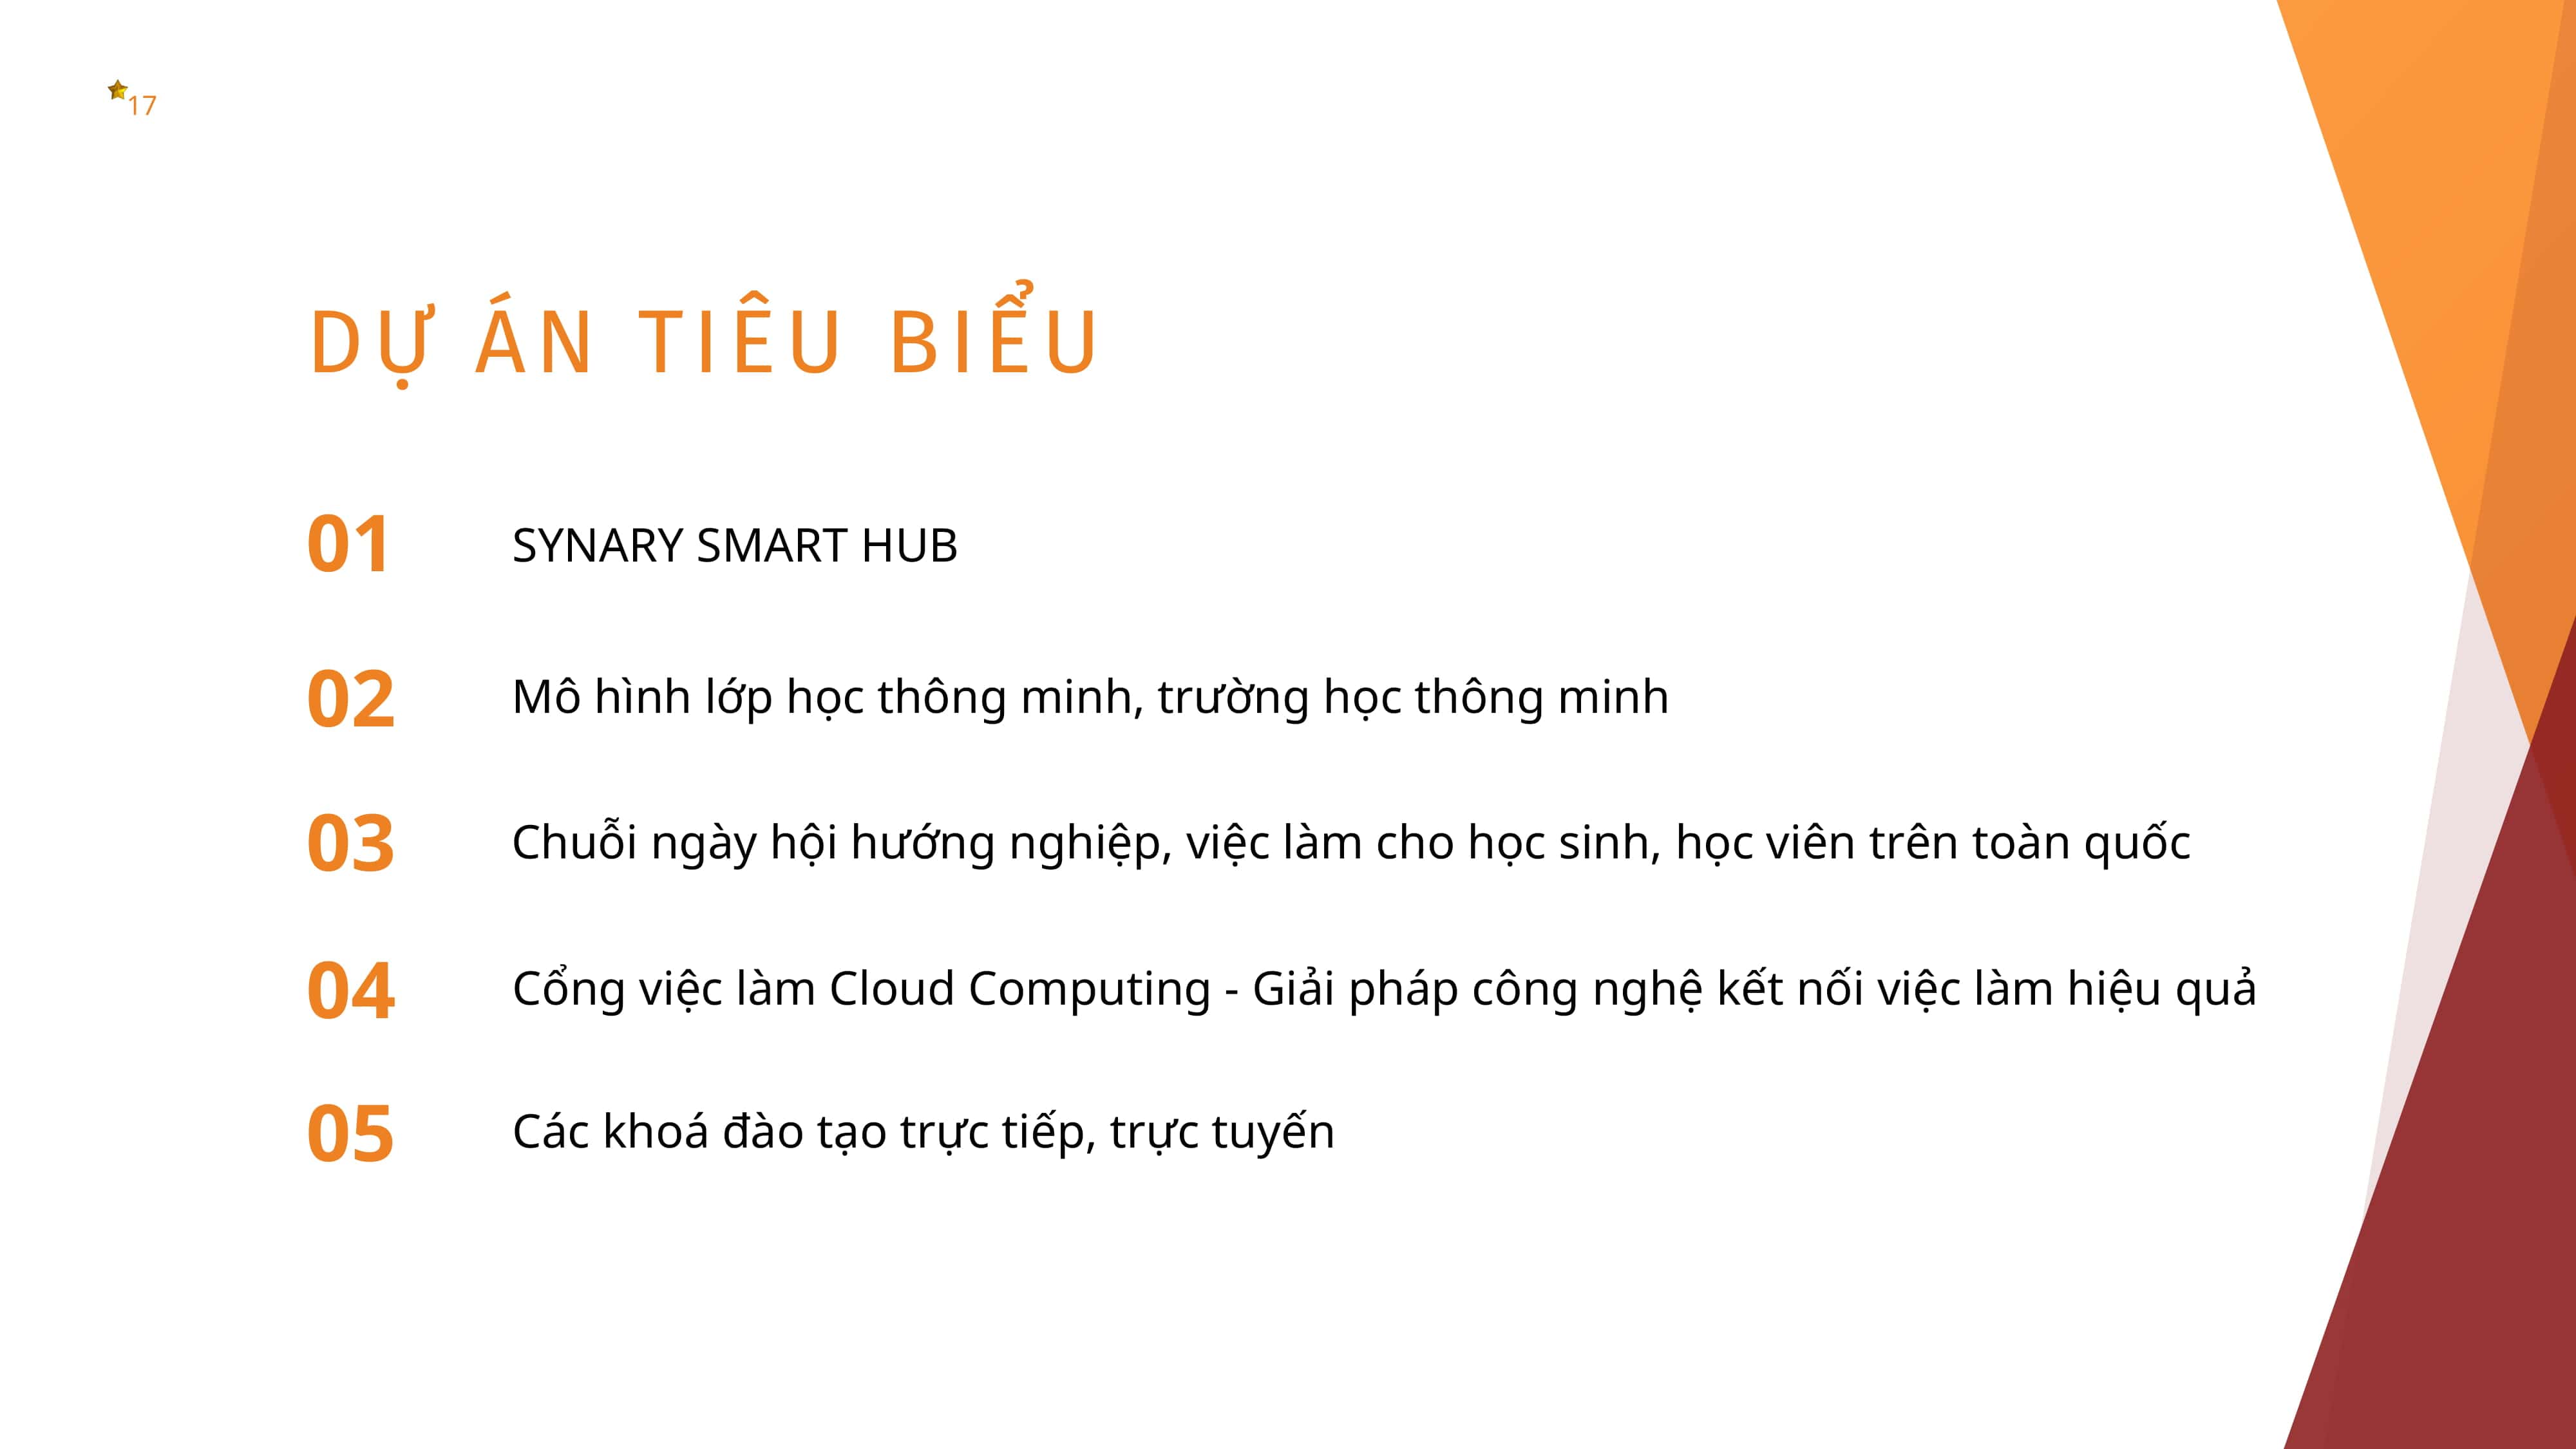 17
DỰ ÁN TIÊU BIỂU
01 SYNARY SMART HUB
02 Mô hình lớp học thông minh, trường học thông minh
03 Chuỗi ngày hội hướng nghiệp, việc làm cho học sinh, học viên trên toàn quốc
04 Cổng việc làm Cloud Computing - Giải pháp công nghệ kết nối việc làm hiệu quả
05 Các khoá đào tạo trực tiếp, trực tuyến